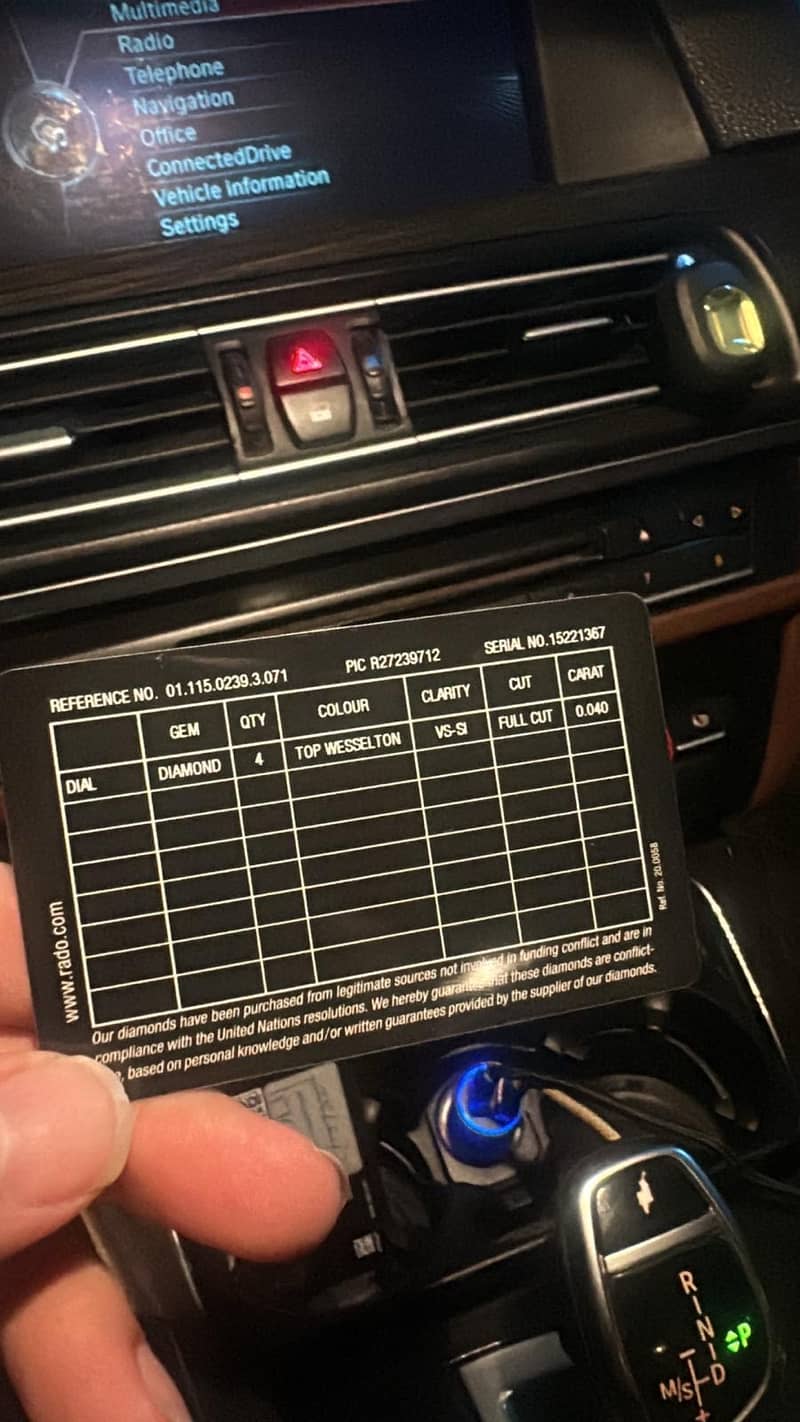 Multimedia
Radio
Telephone
Navigation
Office
ConnectedDrive
Vehicle information
Settings
REFERENCE NO. 01.115.0239.3.071 PIC R27239712 SERIAL NO.15221367
GEM QTY COLOUR CLARITY CUT CARAT
DIAL DIAMOND 4 TOP WESSELTON VS-SI FULL CUT 0.040
www.rado.com
Ref. No. 20.0058
Our diamonds have been purchased from legitimate sources not involved in funding conflict and are in
compliance with the United Nations resolutions. We hereby guarantee that these diamonds are conflict-
, based on personal knowledge and/or written guarantees provided by the supplier of our diamonds.
R
N
P
D
M/S
+